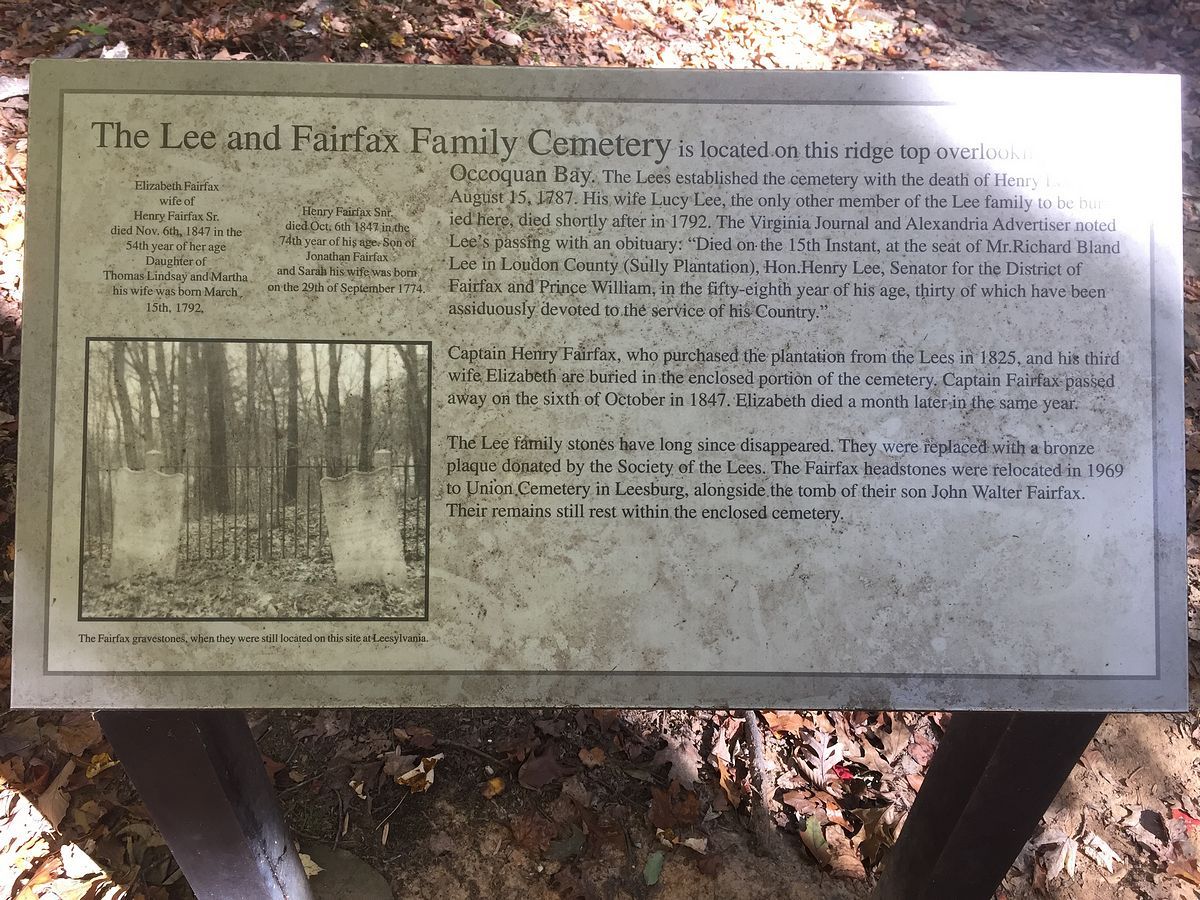 The Lee and Fairfax Family Cemetery is located on this ridge top
Occoquan Bay. The Lees established the cemetery with the death of Henry
August 15, 1787. His wife Lucy Lee, the only other member of the Lee family to be bur-
ied here, died shortly after in 1792. The Virginia Journal and Alexandria Advertiser noted
Lee's passing with an obituary: "Died on the 15th Instant, at the seat of Mr.Richard Bland
Lee in Loudon County (Sully Plantation), Hon.Henry Lee, Senator for the District of
Fairfax and Prince William, in the fifty-eighth year of his age, thirty of which have been
assiduously devoted to the service of his Country."
Captain Henry Fairfax, who purchased the plantation from the Lees in 1825, and his third
wife Elizabeth are buried in the enclosed portion of the cemetery. Captain Fairfax passed
away on the sixth of October in 1847. Elizabeth died a month later in the same year.
The Lee family stones have long since disappeared. They were replaced with a bronze
plaque donated by the Society of the Lees. The Fairfax headstones were relocated in 1969
to Union Cemetery in Leesburg, alongside the tomb of their son John Walter Fairfax.
Their remains still rest within the enclosed cemetery.
Elizabeth Fairfax
wife of
Henry Fairfax Sr.
died Nov. 6th, 1847 in the
54th year of her age
Daughter of
Thomas Lindsay and Martha
his wife was born March
15th, 1792,
Henry Fairfax Snr.
died Oct. 6th 1847 in the
74th year of his age. Son of
Jonathan Fairfax
and Sarah his wife was born
on the 29th of September 1774.
The Fairfax gravestones, when they were still located on this site at Leesylvania.